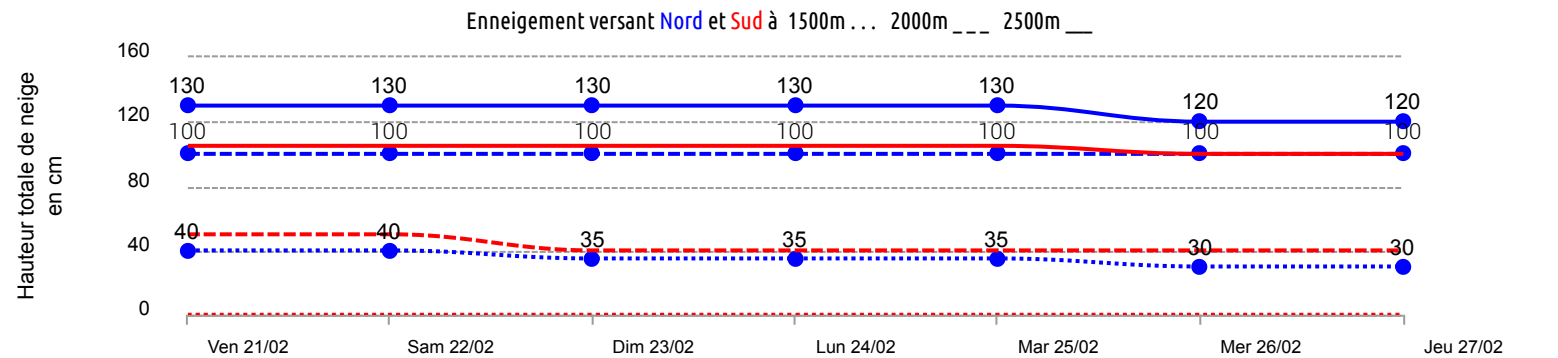 Enneigement versant Nord et Sud à 1500m . . . 2000m _ _ _ 2500m __
Hauteur totale de neige
en cm
160
130 130 130 130 130 120 120
120
100 100 100 100 100 100 100
80
40 40 35 35 35 30 30
40
0
Ven 21/02 Sam 22/02 Dim 23/02 Lun 24/02 Mar 25/02 Mer 26/02 Jeu 27/02